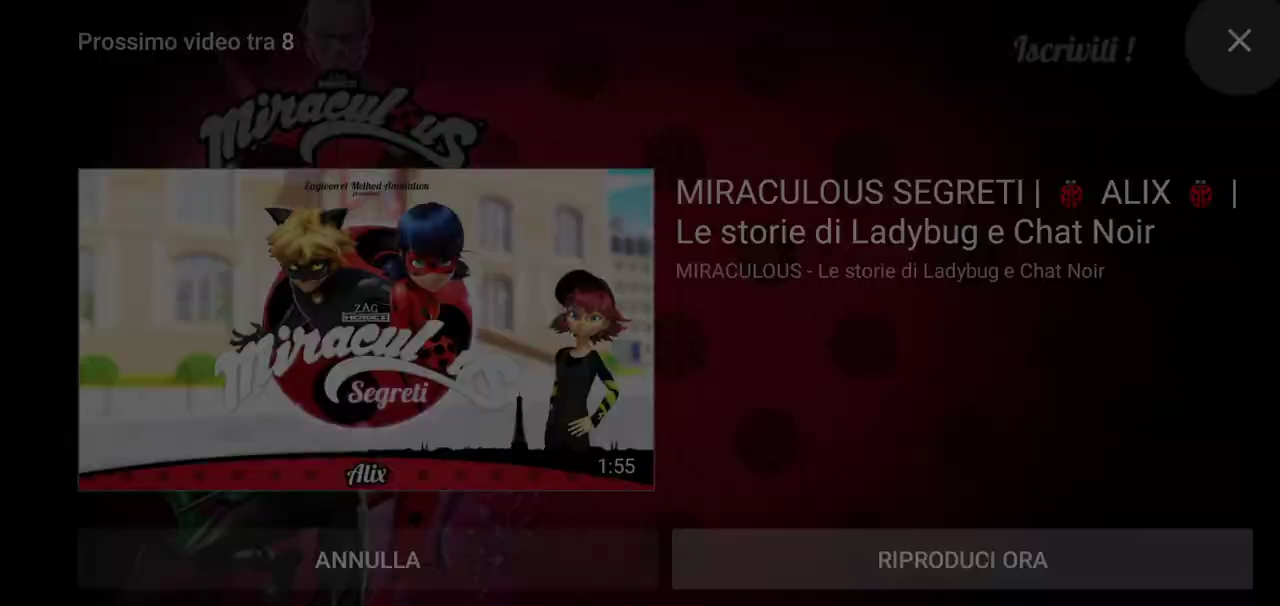 Prossimo video tra 8
Iscriviti !
MIRACULOUS
Zagtoon et Method Animation
présentent
ZAG
HEROEZ
Miraculous
Segreti
Alix
1:55
MIRACULOUS SEGRETI | 🐞 ALIX 🐞 |
Le storie di Ladybug e Chat Noir
MIRACULOUS - Le storie di Ladybug e Chat Noir
ANNULLA
RIPRODUCI ORA